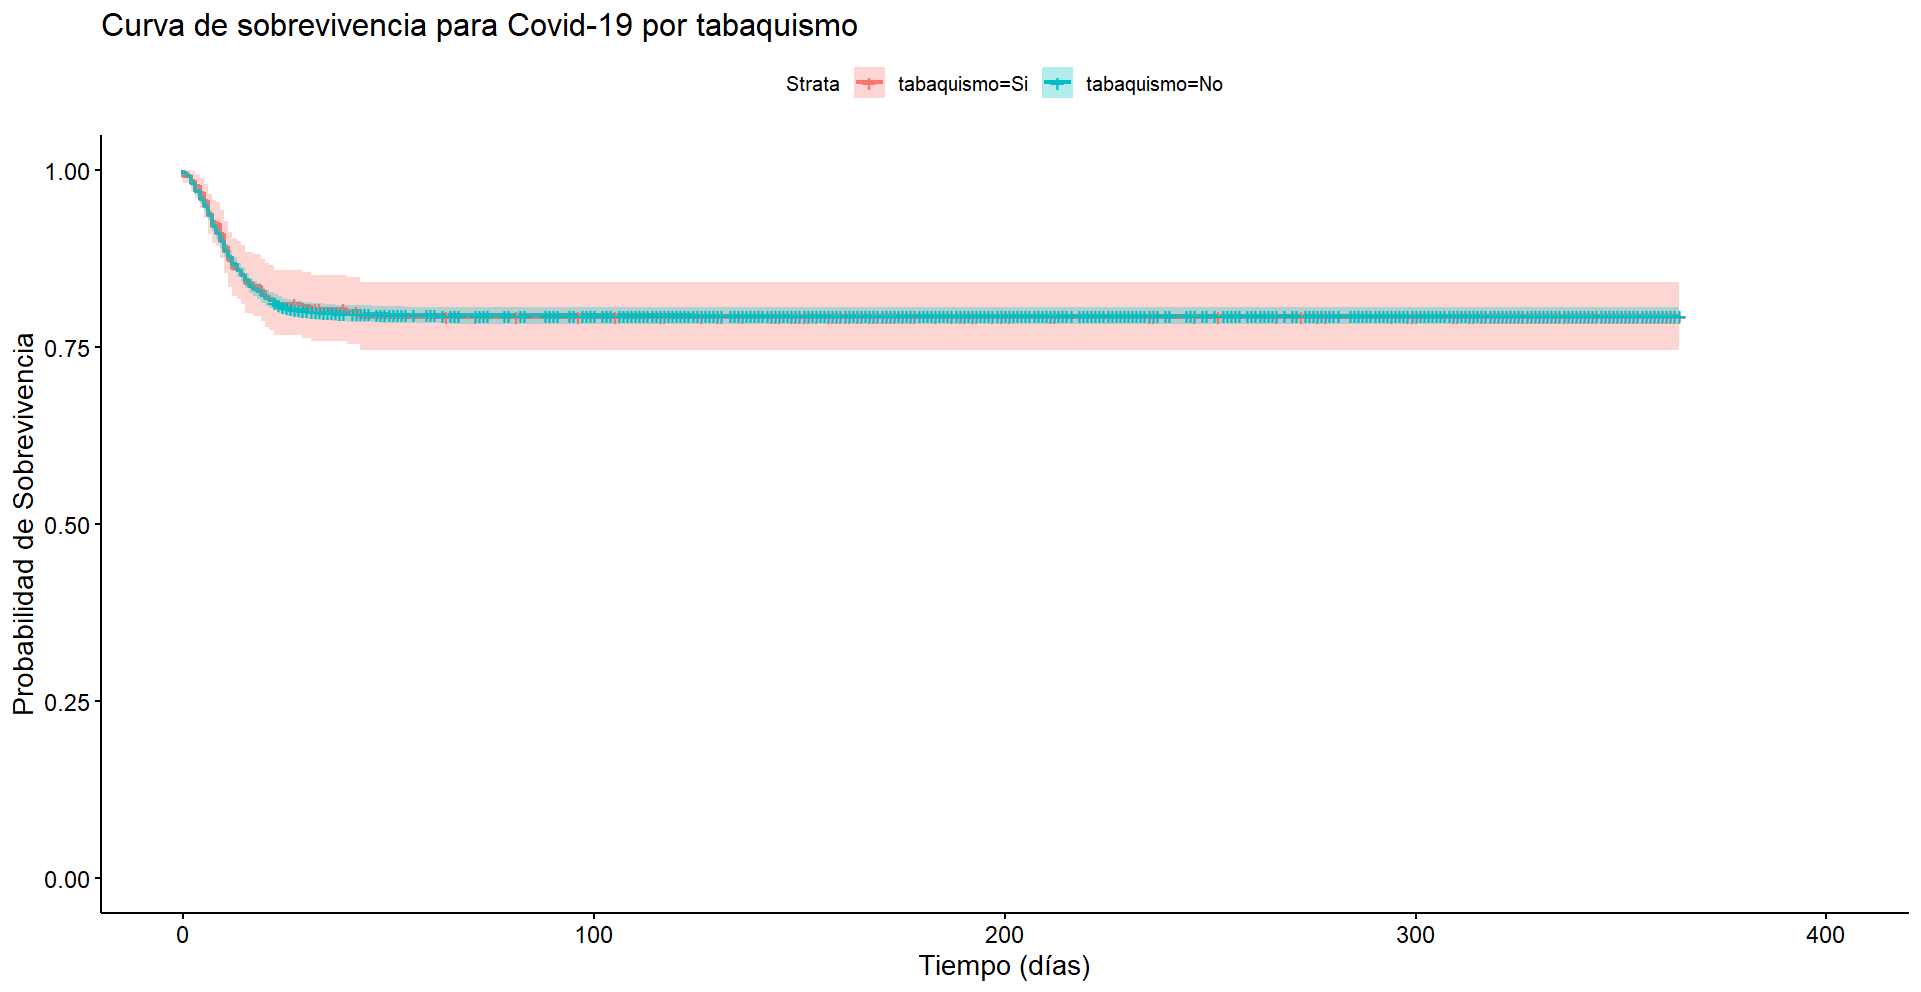 Curva de sobrevivencia para Covid-19 por tabaquismo
Strata tabaquismo=Si tabaquismo=No
Probabilidad de Sobrevivencia
1.00
0.75
0.50
0.25
0.00
0 100 200 300 400
Tiempo (días)